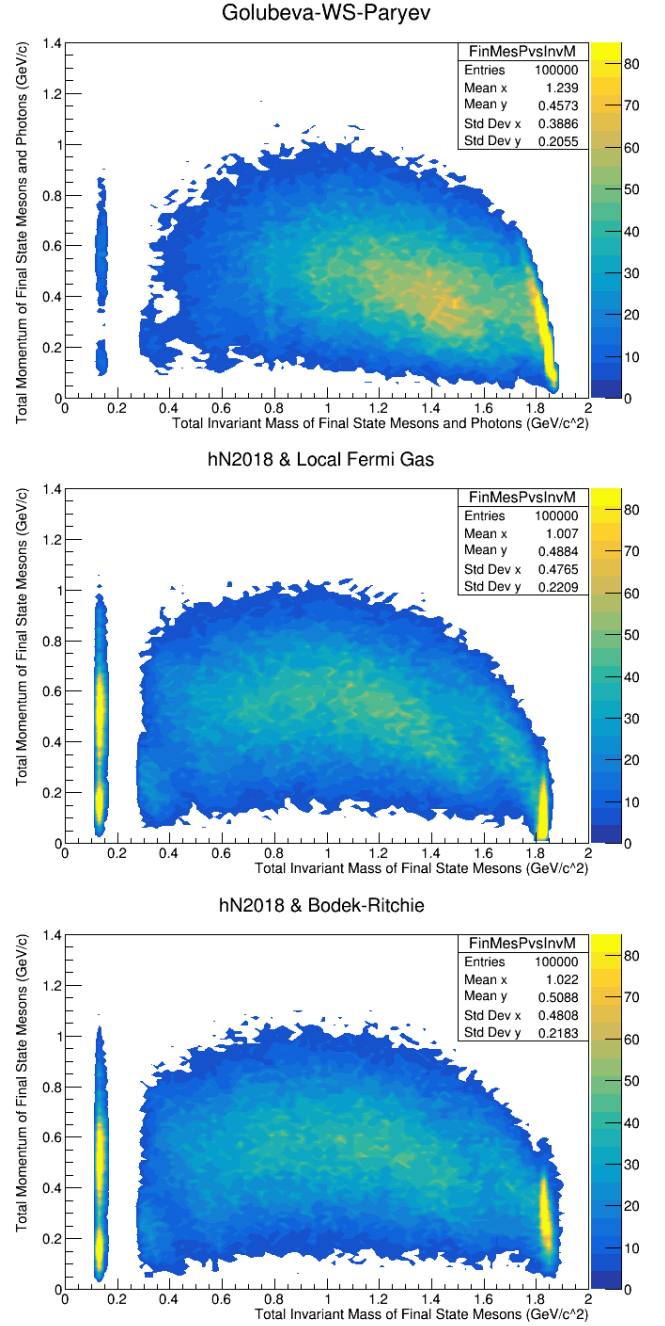 Golubeva-WS-Paryev
Total Momentum of Final State Mesons and Photons (GeV/c)
1.4
1.2
1
0.8
0.6
0.4
0.2
0
FinMesPvsInvM
Entries 100000
Mean x 1.239
Mean y 0.4573
Std Dev x 0.3886
Std Dev y 0.2055
80
70
60
50
40
30
20
10
0
0 0.2 0.4 0.6 0.8 1 1.2 1.4 1.6 1.8 2
Total Invariant Mass of Final State Mesons and Photons (GeV/c^2)
hN2018 & Local Fermi Gas
Total Momentum of Final State Mesons (GeV/c)
1.4
1.2
1
0.8
0.6
0.4
0.2
0
FinMesPvsInvM
Entries 100000
Mean x 1.007
Mean y 0.4884
Std Dev x 0.4765
Std Dev y 0.2209
80
70
60
50
40
30
20
10
0
0 0.2 0.4 0.6 0.8 1 1.2 1.4 1.6 1.8 2
Total Invariant Mass of Final State Mesons (GeV/c^2)
hN2018 & Bodek-Ritchie
Total Momentum of Final State Mesons (GeV/c)
1.4
1.2
1
0.8
0.6
0.4
0.2
0
FinMesPvsInvM
Entries 100000
Mean x 1.022
Mean y 0.5088
Std Dev x 0.4808
Std Dev y 0.2183
80
70
60
50
40
30
20
10
0
0 0.2 0.4 0.6 0.8 1 1.2 1.4 1.6 1.8 2
Total Invariant Mass of Final State Mesons (GeV/c^2)